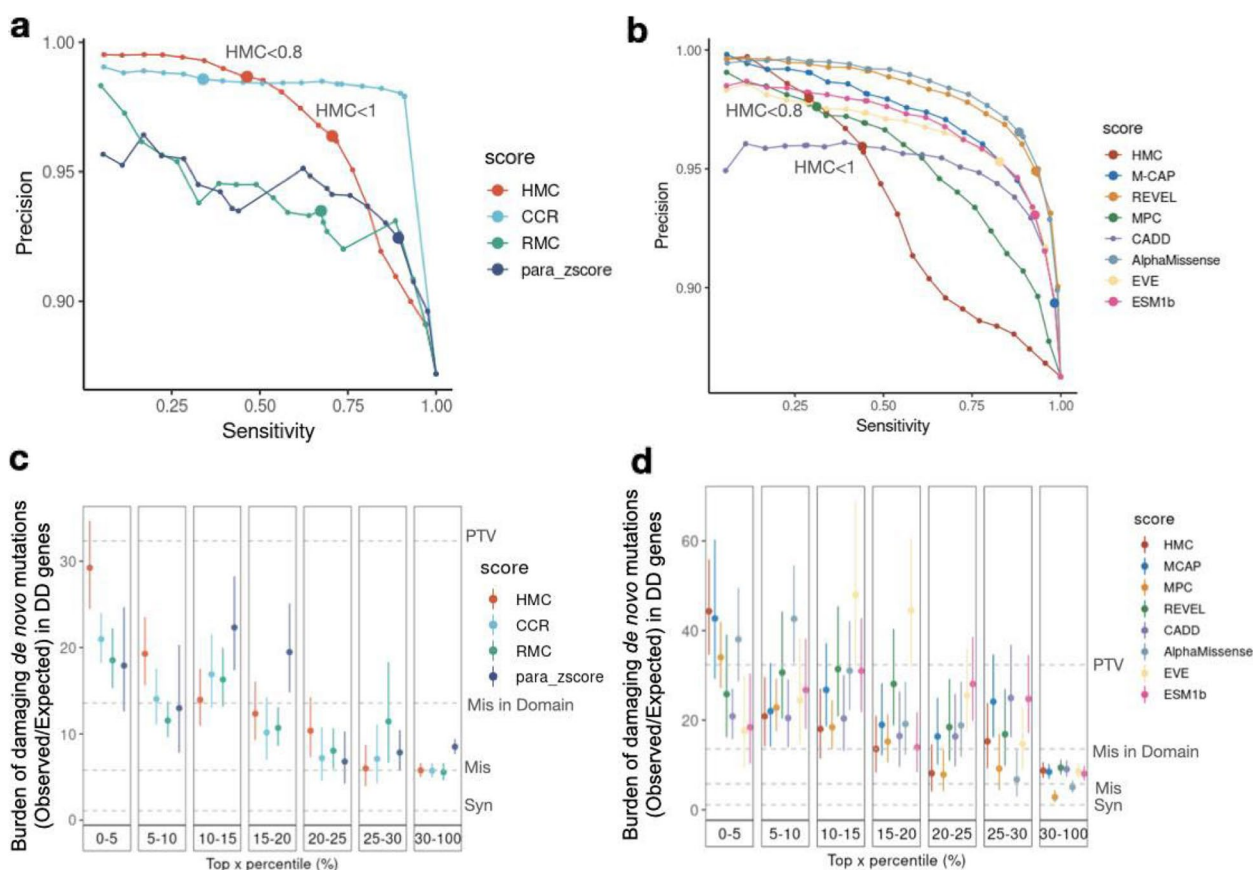 a
Precision
1.00
0.95
0.90
HMC<0.8
HMC<1
0.25 0.50 0.75 1.00
Sensitivity
score
HMC
CCR
RMC
para_zscore
b
Precision
1.00
0.95
0.90
HMC<0.8
HMC<1
0.25 0.50 0.75 1.00
Sensitivity
score
HMC
M-CAP
REVEL
MPC
CADD
AlphaMissense
EVE
ESM1b
c
Burden of damaging de novo mutations
(Observed/Expected) in DD genes
30
20
10
0
PTV
Mis in Domain
Mis
Syn
0-5 5-10 10-15 15-20 20-25 25-30 30-100
Top x percentile (%)
score
HMC
CCR
RMC
para_zscore
d
Burden of damaging de novo mutations
(Observed/Expected) in DD genes
60
40
20
0
PTV
Mis in Domain
Mis
Syn
0-5 5-10 10-15 15-20 20-25 25-30 30-100
Top x percentile (%)
score
HMC
MCAP
MPC
REVEL
CADD
AlphaMissense
EVE
ESM1b